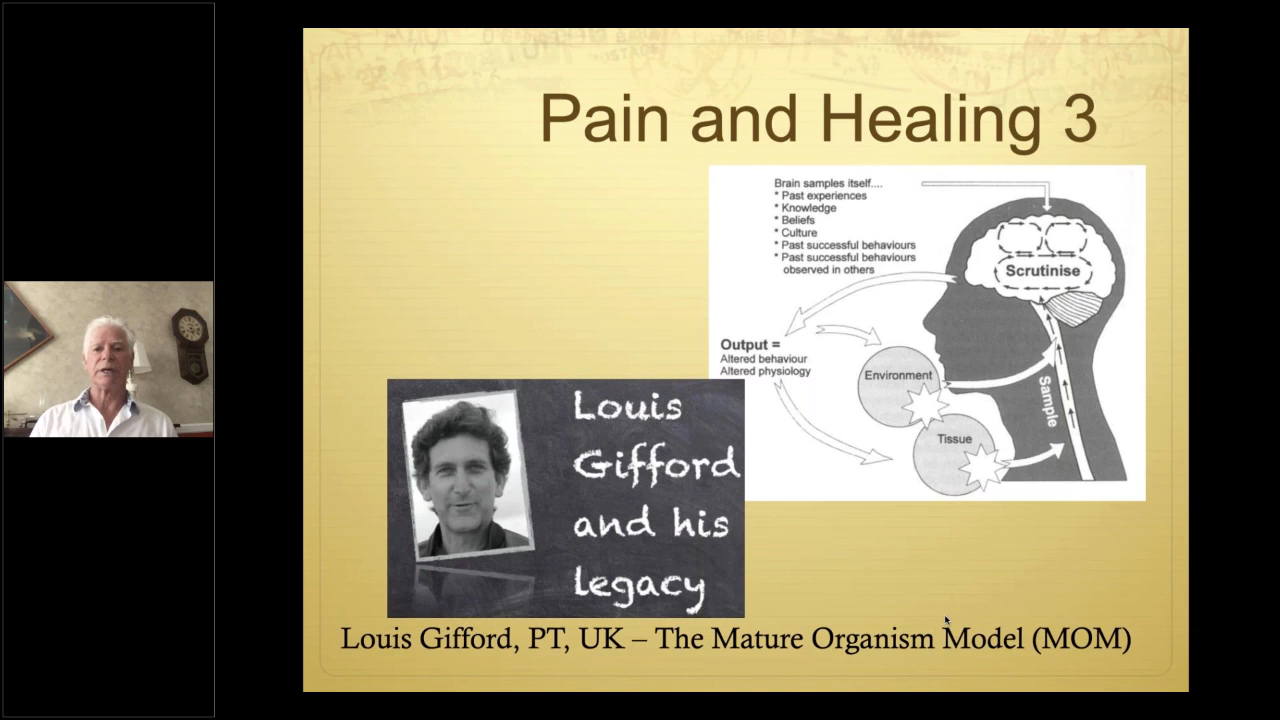 Pain and Healing 3
Brain samples itself....
* Past experiences
* Knowledge
* Beliefs
* Culture
* Past successful behaviours
* Past successful behaviours
observed in others
Scrutinise
Output =
Altered behaviour
Altered physiology
Environment
Sample
Tissue
Louis
Gifford
and his
legacy
Louis Gifford, PT, UK – The Mature Organism Model (MOM)